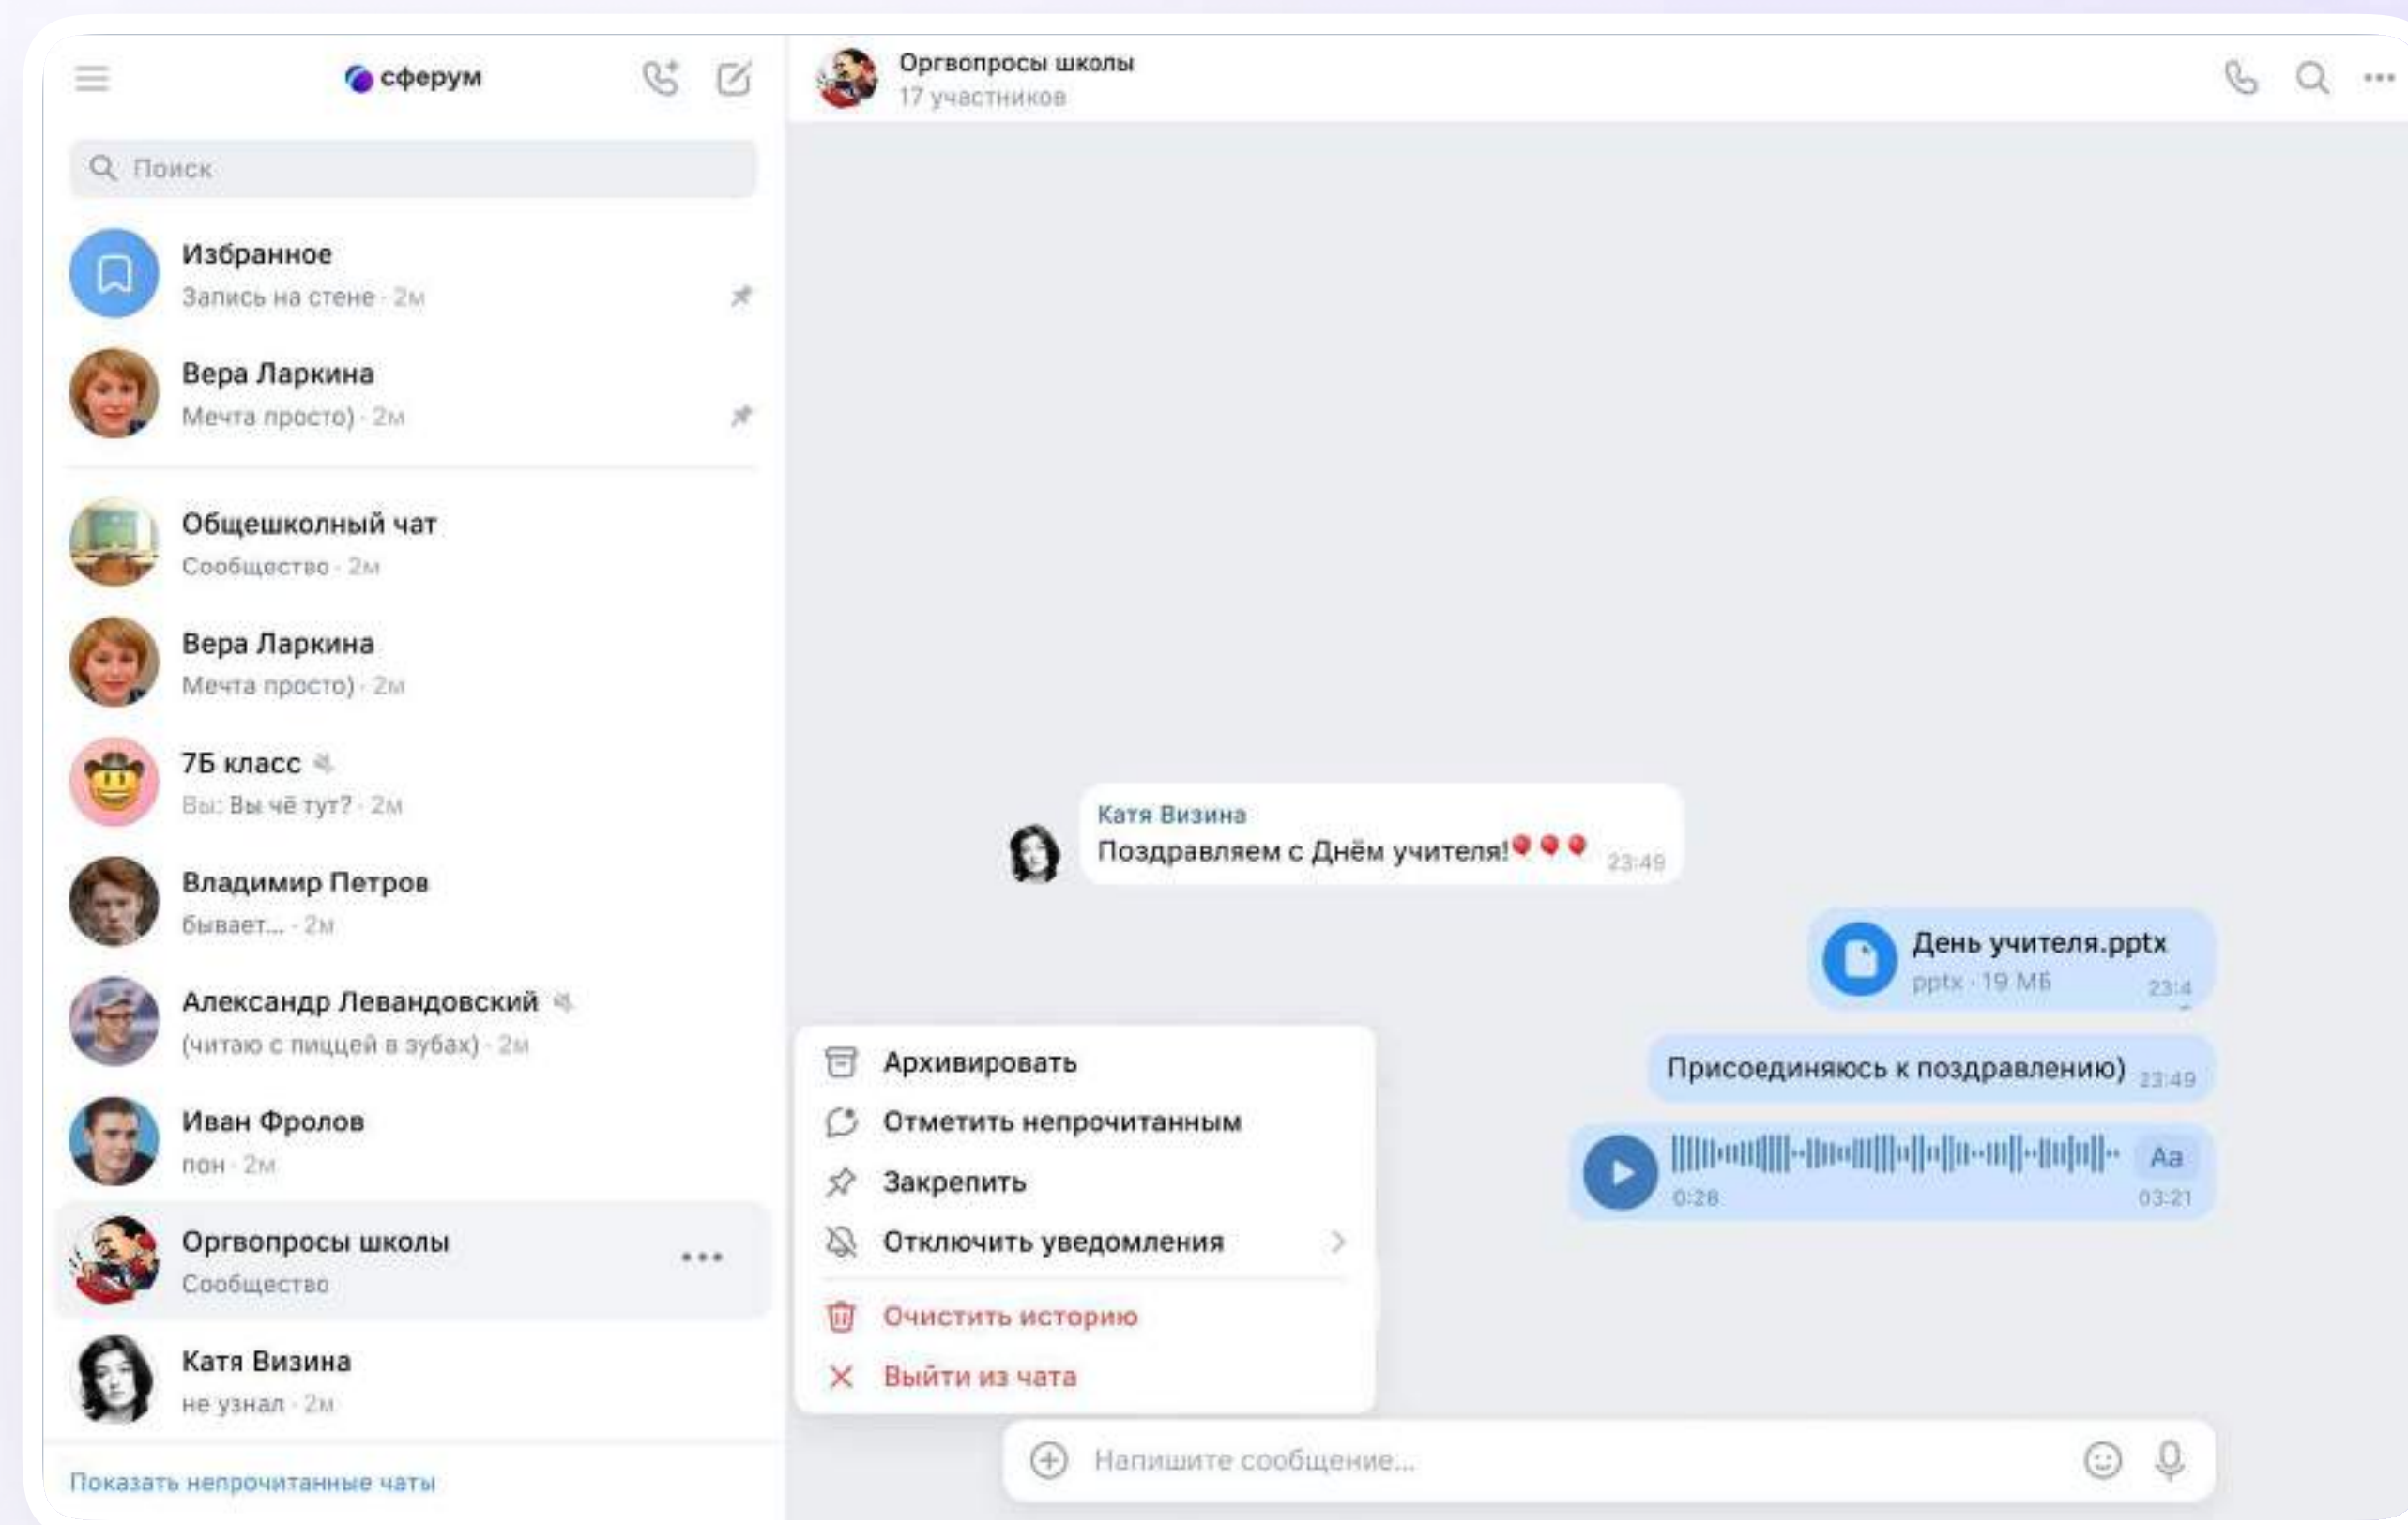 сферум
Поиск
Избранное
Запись на стене · 2м
Вера Ларкина
Мечта просто) · 2м
Общешколный чат
Сообщество · 2м
Вера Ларкина
Мечта просто) · 2м
7Б класс
Вы: Вы чё тут? · 2м
Владимир Петров
бывает... · 2м
Александр Левандовский
(читаю с пиццей в зубах) · 2м
Иван Фролов
пон · 2м
Оргвопросы школы
Сообщество
Катя Визина
не узнал · 2м
Показать непрочитанные чаты
Оргвопросы школы
17 участников
Катя Визина
Поздравляем с Днём учителя!🎈🎈🎈 23:49
День учителя.pptx
pptx · 19 МБ 23:4
Присоединяюсь к поздравлению) 23:49
Aa
0:28 03:21
Архивировать
Отметить непрочитанным
Закрепить
Отключить уведомления
Очистить историю
Выйти из чата
Напишите сообщение...